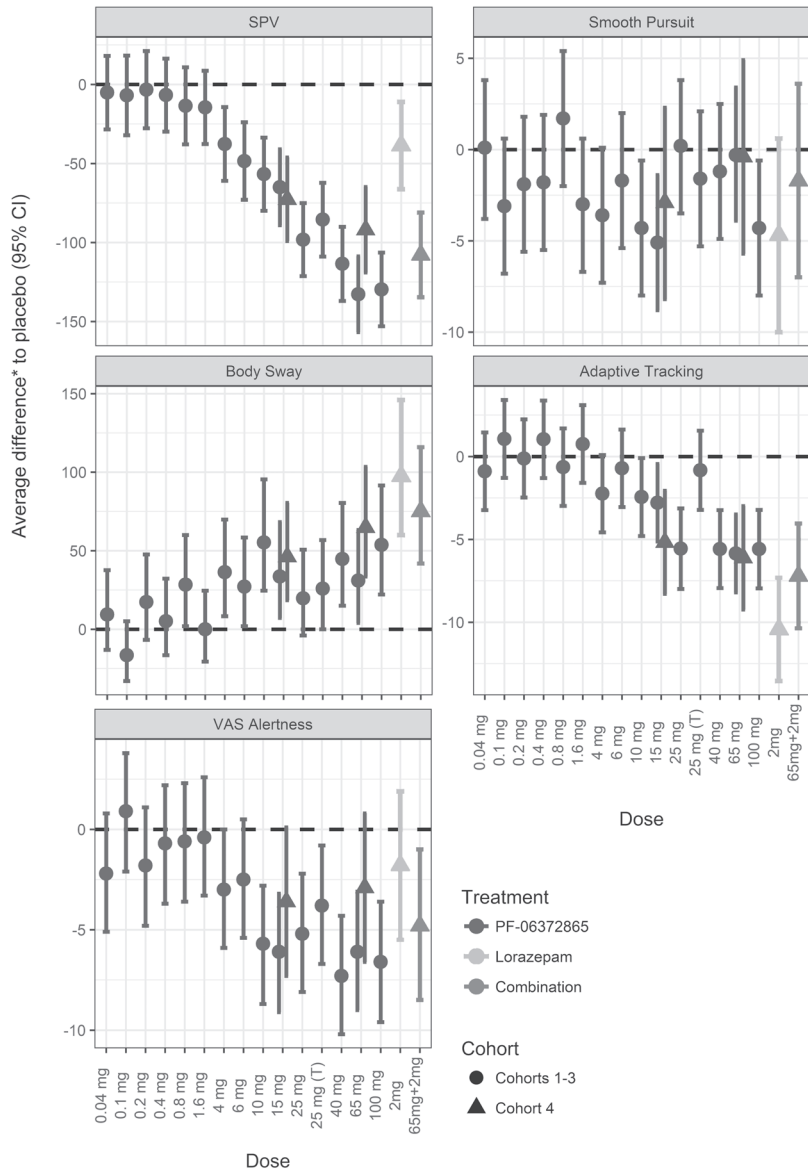 Average difference* to placebo (95% CI)
SPV
0
-50
-100
-150
Smooth Pursuit
5
0
-5
-10
Body Sway
150
100
50
0
Adaptive Tracking
0
-5
-10
0.04 mg
0.1 mg
0.2 mg
0.4 mg
0.8 mg
1.6 mg
4 mg
6 mg
10 mg
15 mg
25 mg
25 mg (T)
40 mg
65 mg
100 mg
2mg
65mg+2mg
Dose
VAS Alertness
0
-5
-10
0.04 mg
0.1 mg
0.2 mg
0.4 mg
0.8 mg
1.6 mg
4 mg
6 mg
10 mg
15 mg
25 mg
25 mg (T)
40 mg
65 mg
100 mg
2mg
65mg+2mg
Dose
Treatment
PF-06372865
Lorazepam
Combination
Cohort
Cohorts 1-3
Cohort 4